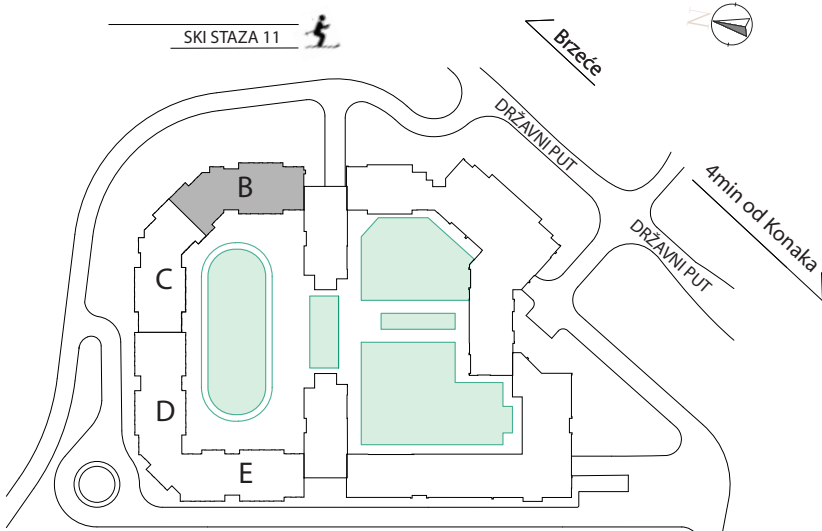 SKI STAZA 11
N
Brzeće
DRŽAVNI PUT
4min od Konaka
DRŽAVNI PUT
B
C
D
E